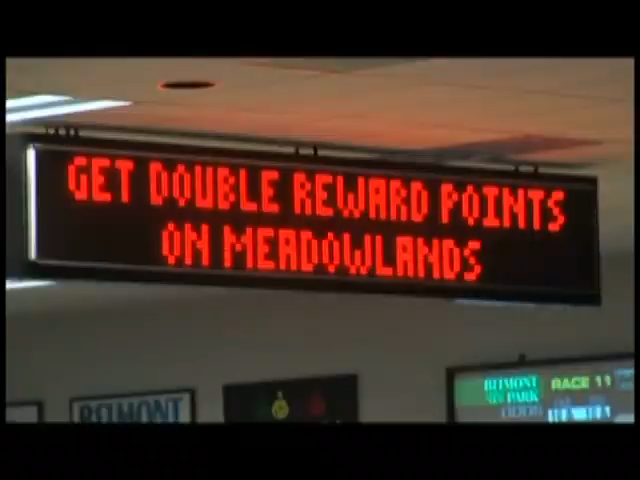 GET DOUBLE REWARD POINTS
ON MEADOWLANDS
BELMONT
BELMONT
PARK
RACE 11